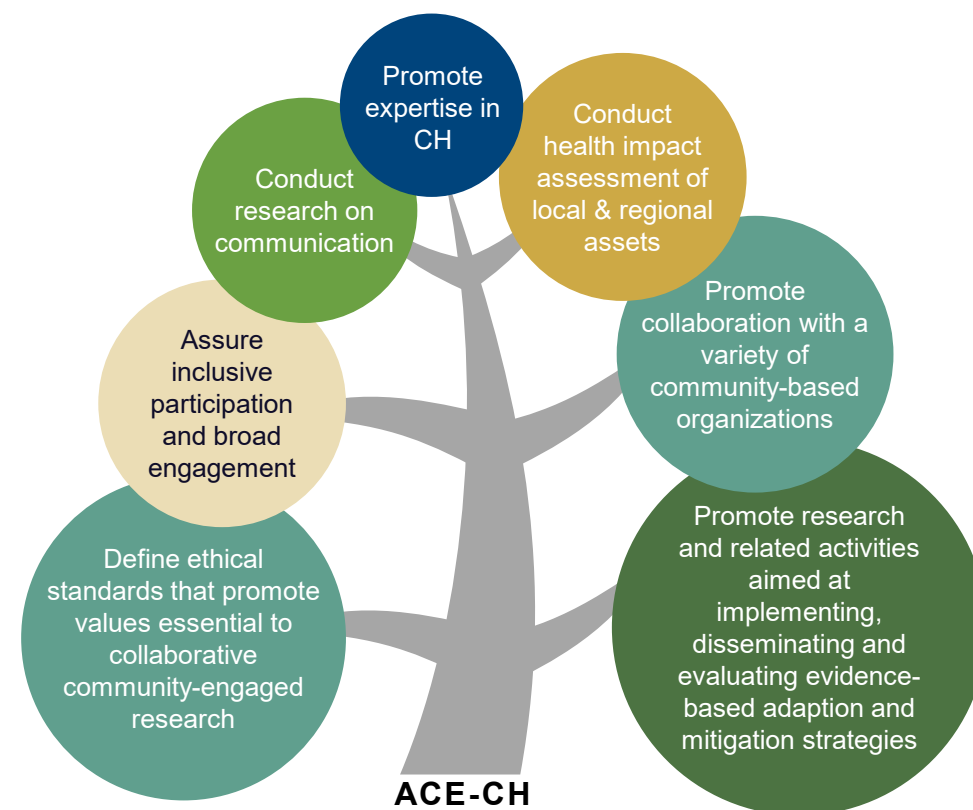 Promote
expertise in
CH
Conduct
health impact
assessment of
local & regional
assets
Conduct
research on
communication
Promote
collaboration with a
variety of
community-based
organizations
Assure
inclusive
participation
and broad
engagement
Promote research
and related activities
aimed at
implementing,
disseminating and
evaluating evidence-
based adaption and
mitigation strategies
Define ethical
standards that promote
values essential to
collaborative
community-engaged
research
ACE-CH